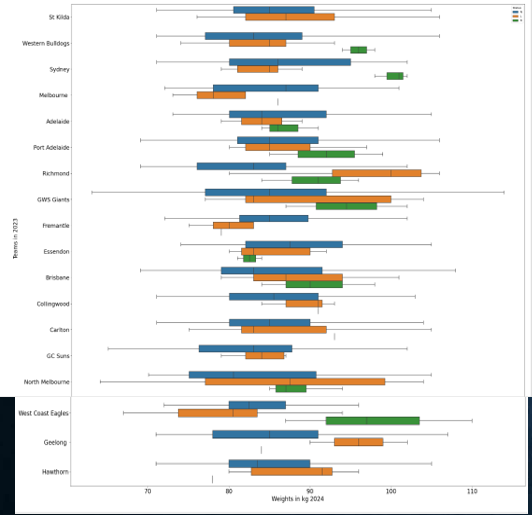 St Kilda
Western Bulldogs
Sydney
Melbourne
Adelaide
Port Adelaide
Richmond
GWS Giants
Fremantle
Essendon
Brisbane
Collingwood
Carlton
GC Suns
North Melbourne
West Coast Eagles
Geelong
Hawthorn
Teams in 2023
70 80 90 100 110
Weights in kg 2024